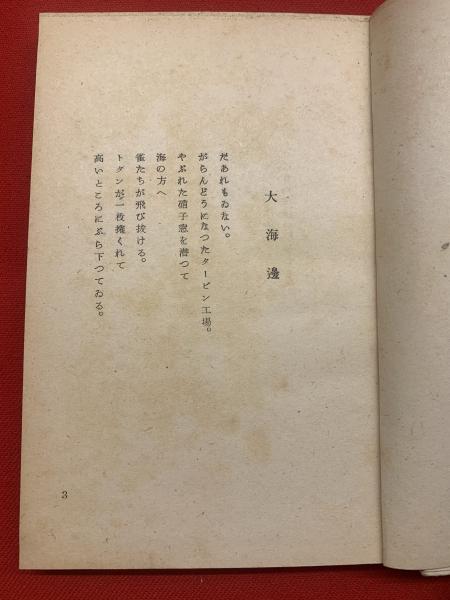 大海邊
だあれもゐない。
がらんどうになつたタービン工場。
やぶれた硝子窓を潜つて
海の方へ
雀たちが飛び抜ける。
トタンが一枚捲くれて
高いところにぶら下つてゐる。
3